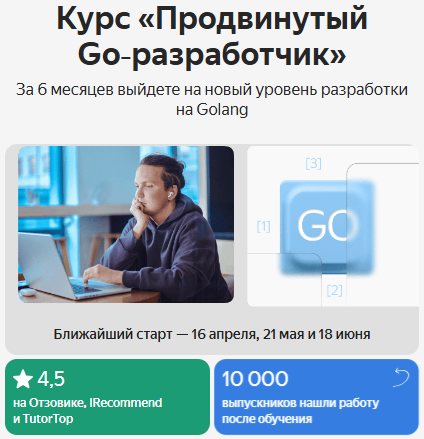 Курс «Продвинутый
Go-разработчик»
За 6 месяцев выйдете на новый уровень разработки
на Golang
[3]
[1]
GO
[2]
Ближайший старт — 16 апреля, 21 мая и 18 июня
4,5
на Отзовике, IRecommend
и TutorTop
10 000
выпускников нашли работу
после обучения